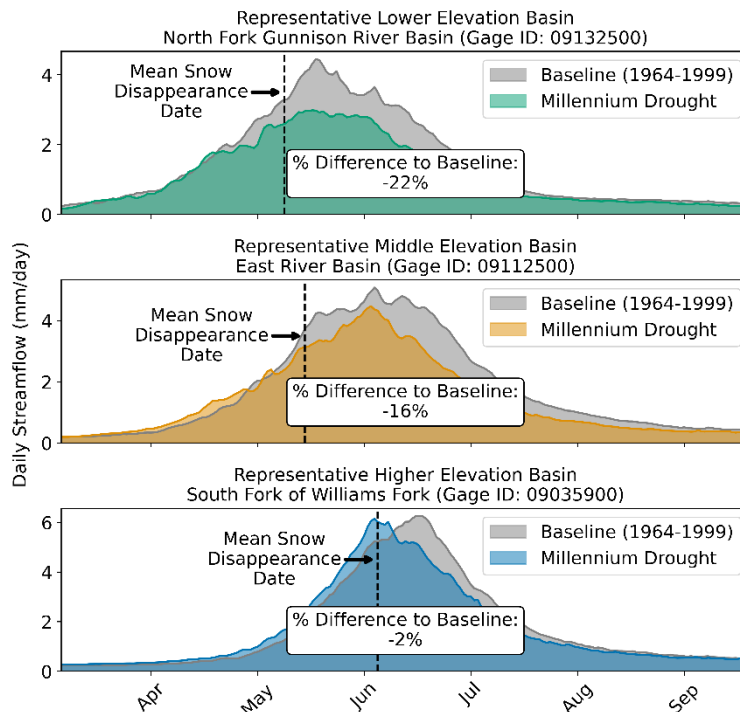 Representative Lower Elevation Basin
North Fork Gunnison River Basin (Gage ID: 09132500)
4
2
0
Mean Snow
Disappearance
Date
Baseline (1964-1999)
Millennium Drought
% Difference to Baseline:
-22%
Daily Streamflow (mm/day)
Representative Middle Elevation Basin
East River Basin (Gage ID: 09112500)
4
2
0
Mean Snow
Disappearance
Date
Baseline (1964-1999)
Millennium Drought
% Difference to Baseline:
-16%
Representative Higher Elevation Basin
South Fork of Williams Fork (Gage ID: 09035900)
6
4
2
0
Mean Snow
Disappearance
Date
Baseline (1964-1999)
Millennium Drought
% Difference to Baseline:
-2%
Apr
May
Jun
Jul
Aug
Sep